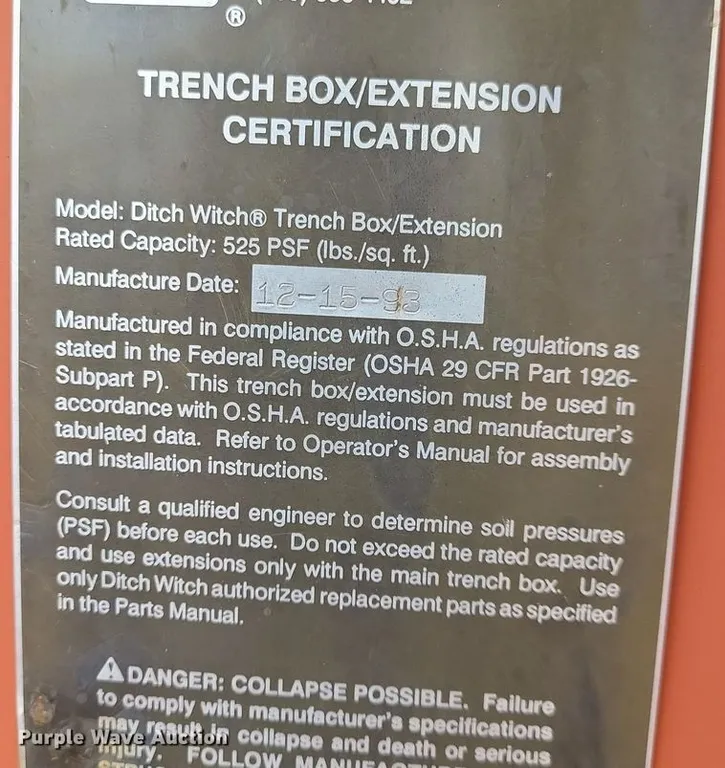 ®
TRENCH BOX/EXTENSION
CERTIFICATION
Model: Ditch Witch® Trench Box/Extension
Rated Capacity: 525 PSF (lbs./sq. ft.)
Manufacture Date: 12-15-93
Manufactured in compliance with O.S.H.A. regulations as
stated in the Federal Register (OSHA 29 CFR Part 1926-
Subpart P). This trench box/extension must be used in
accordance with O.S.H.A. regulations and manufacturer's
tabulated data. Refer to Operator's Manual for assembly
and installation instructions.
Consult a qualified engineer to determine soil pressures
(PSF) before each use. Do not exceed the rated capacity
and use extensions only with the main trench box. Use
only Ditch Witch authorized replacement parts as specified
in the Parts Manual.
DANGER: COLLAPSE POSSIBLE. Failure
to comply with manufacturer's specifications
may result in collapse and death or serious
injury. FOLLOW
Purple Wave Auction